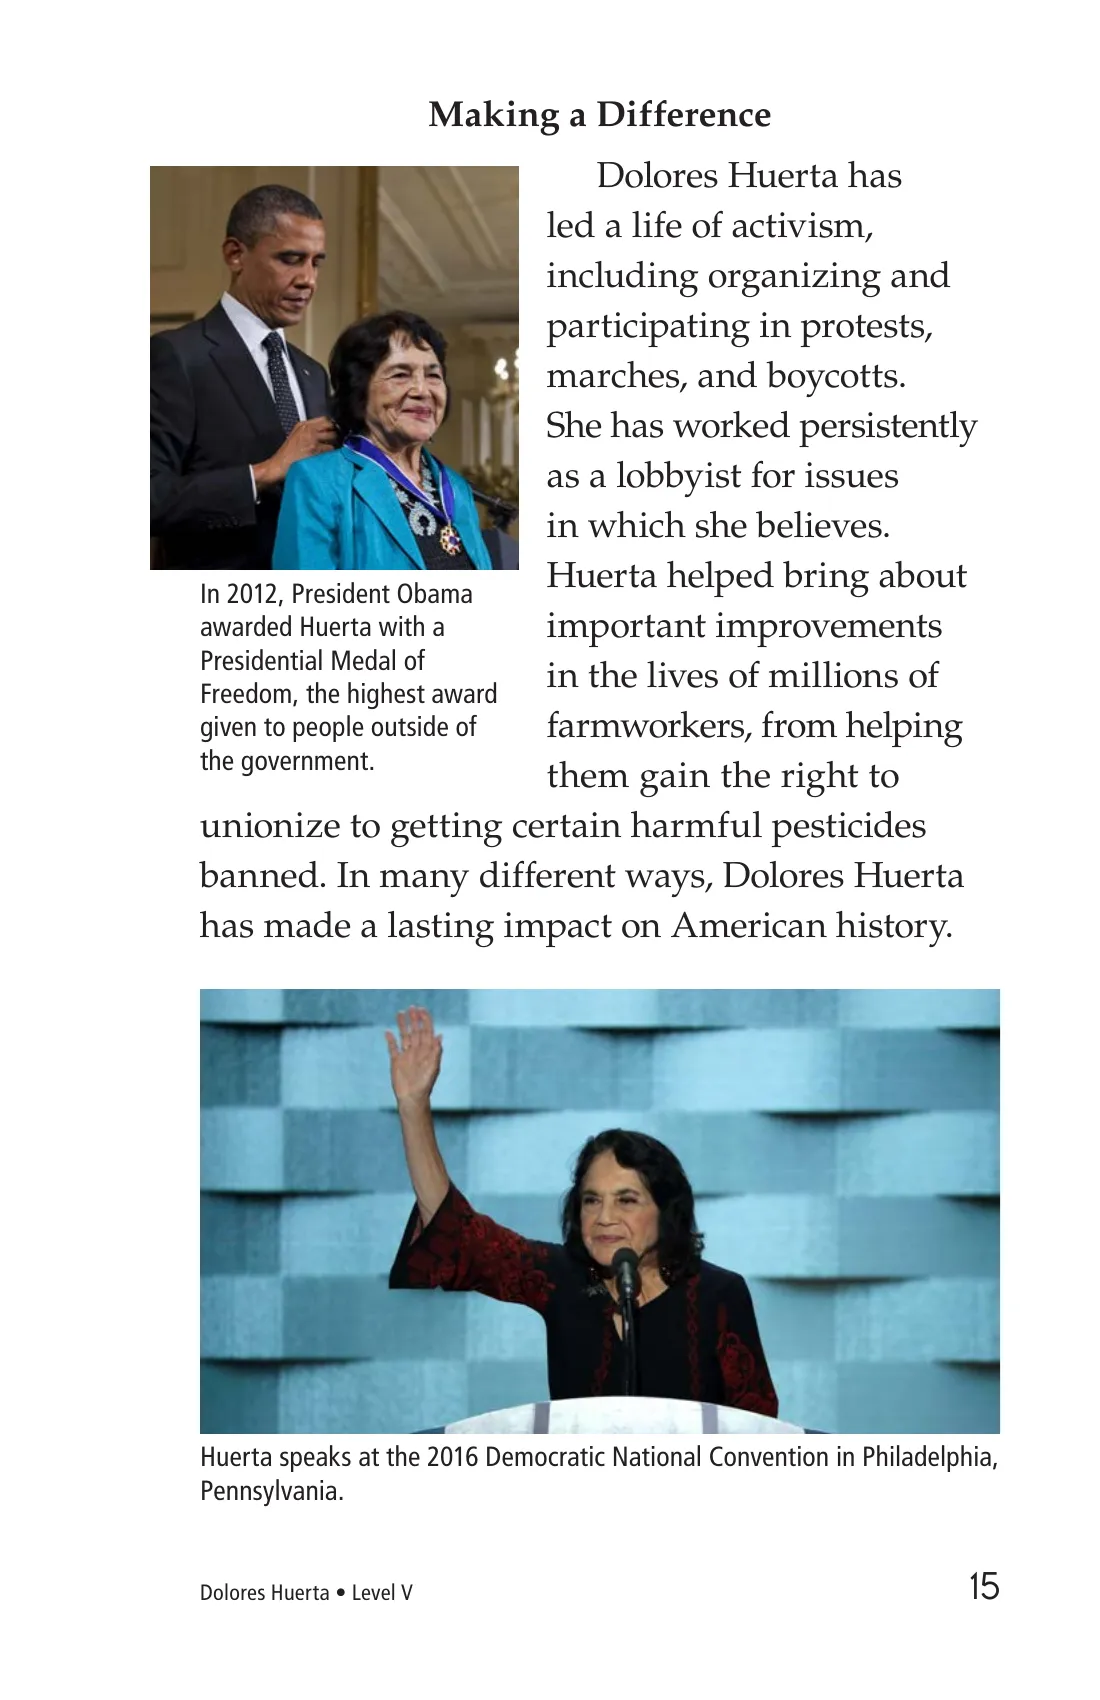 Making a Difference
Dolores Huerta has
led a life of activism,
including organizing and
participating in protests,
marches, and boycotts.
She has worked persistently
as a lobbyist for issues
in which she believes.
Huerta helped bring about
important improvements
in the lives of millions of
farmworkers, from helping
them gain the right to
unionize to getting certain harmful pesticides
banned. In many different ways, Dolores Huerta
has made a lasting impact on American history.
In 2012, President Obama
awarded Huerta with a
Presidential Medal of
Freedom, the highest award
given to people outside of
the government.
Huerta speaks at the 2016 Democratic National Convention in Philadelphia,
Pennsylvania.
Dolores Huerta • Level V
15